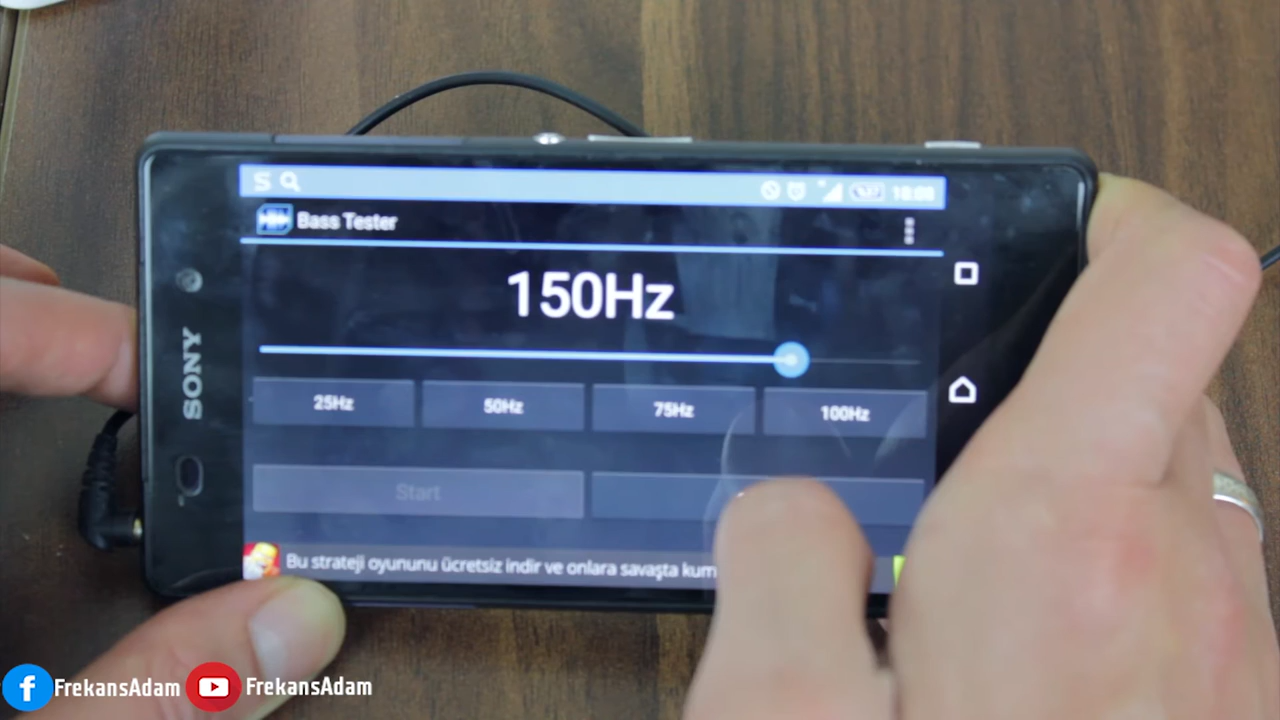 S
Bass Tester
150Hz
25Hz 50Hz 75Hz 100Hz
Start
Bu strateji oyununu ücretsiz indir ve onlara savaşta kum
SONY
FrekansAdam FrekansAdam